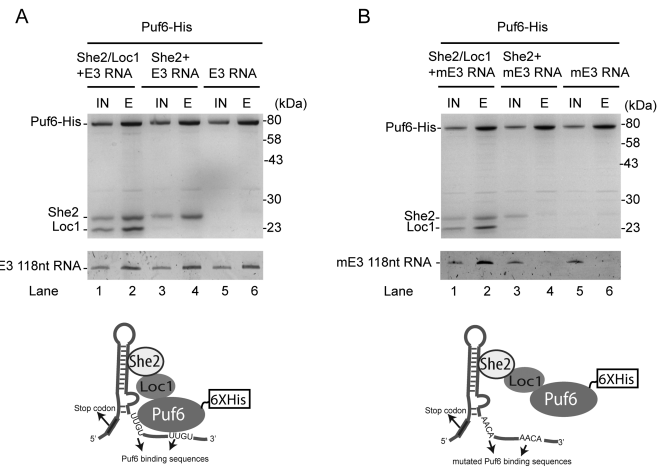 A
Puf6-His
She2/Loc1 She2+
+E3 RNA E3 RNA E3 RNA
IN E IN E IN E (kDa)
Puf6-His -80
-58
-43
-30
She2
Loc1 -23
E3 118nt RNA
Lane 1 2 3 4 5 6
She2
Loc1
6XHis
Puf6
Stop codon
UUGU UUGU
5' 3'
Puf6 binding sequences
B
Puf6-His
She2/Loc1 She2+
+mE3 RNA mE3 RNA mE3 RNA
IN E IN E IN E (kDa)
Puf6-His -80
-58
-43
-30
She2
Loc1 -23
mE3 118nt RNA
Lane 1 2 3 4 5 6
She2
Loc1
6XHis
Puf6
Stop codon
AACA AACA
5' 3'
mutated Puf6 binding sequences